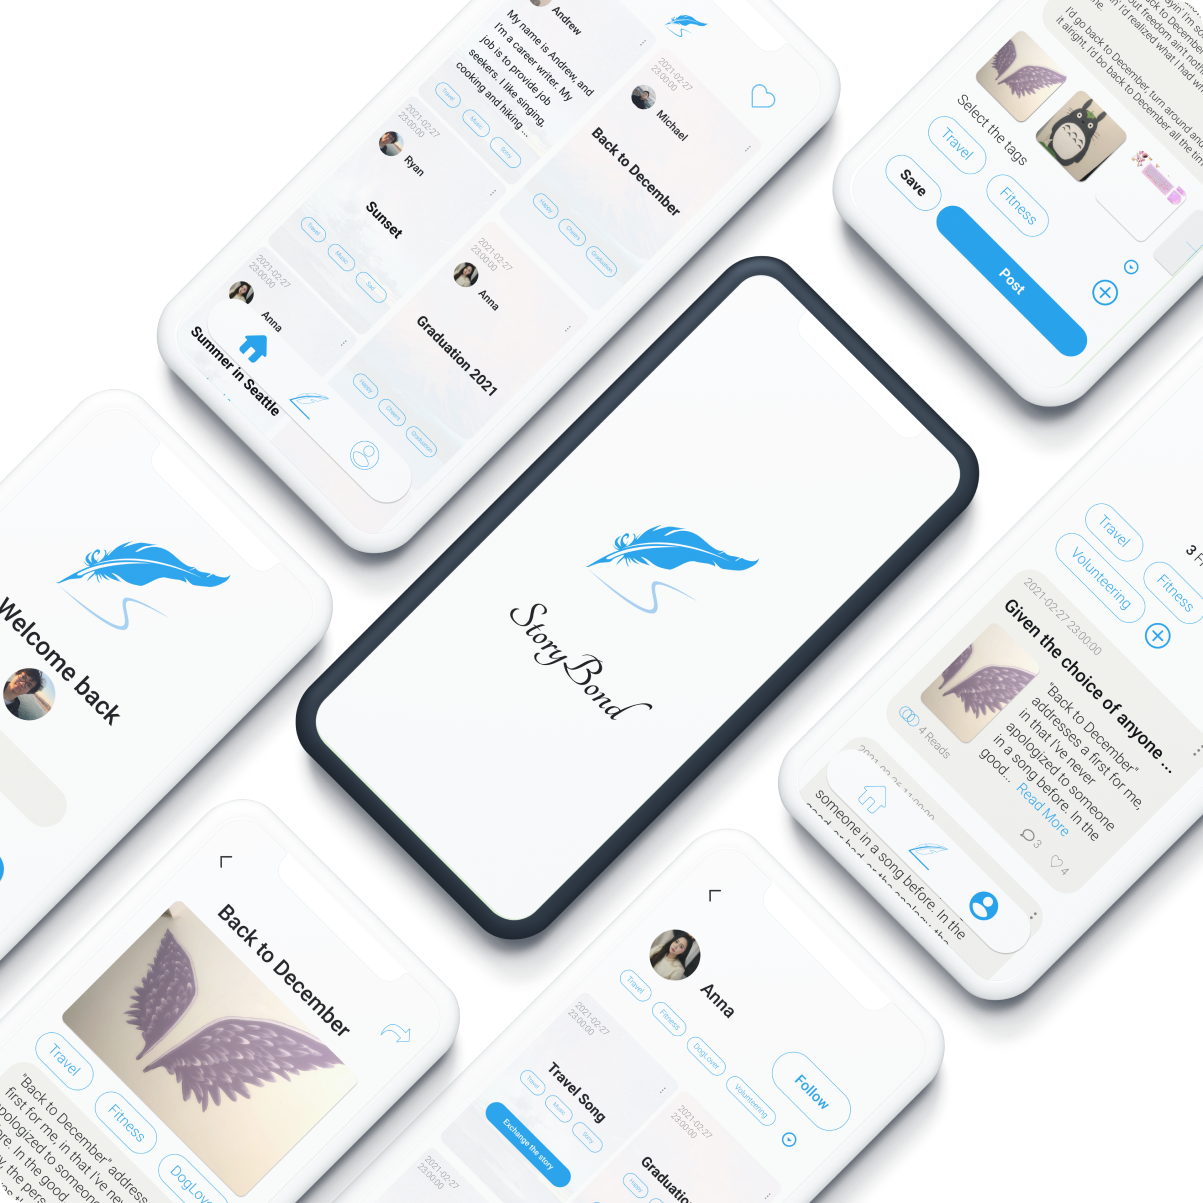 Andrew
My name is Andrew, and
I'm a career writer. My
job is to provide job
seekers. I like singing,
cooking and hiking ...
Travel
Music
Story
2021-02-27
23:00:00
Michael
Back to December
Happy
Cheers
Graduation
2021-02-27
23:00:00
Ryan
Sunset
Travel
Music
Sad
2021-02-27
23:00:00
Anna
Graduation 2021
Happy
Cheers
Graduation
2021-02-27
23:00:00
Anna
Summer in Seattle
I'd go back to December, turn around and
it alright, I'd go back to December all the tim
Select the tags
Travel
Fitness
Save
Post
StoryBond
Welcome back
3 Fr
Travel
Fitness
Volunteering
2021-02-27 23:00:00
Given the choice of anyone ...
"Back to December"
addresses a first for me,
in that I've never
apologized to someone
in a song before. In the
good... Read More
4 Reads
3
4
someone in a song before. In the
Back to December
Travel
Fitness
DogLove
"Back to December" address
first for me, in that I've nev
pologized to someone
ore. In the good
Anna
Travel
Fitness
DogLover
Volunteering
Follow
2021-02-27
23:00:00
Travel Song
Travel
Music
Story
Exchange the story
2021-02-27
23:00:00
Graduatio
Happy
2021-02-27
23:00:00